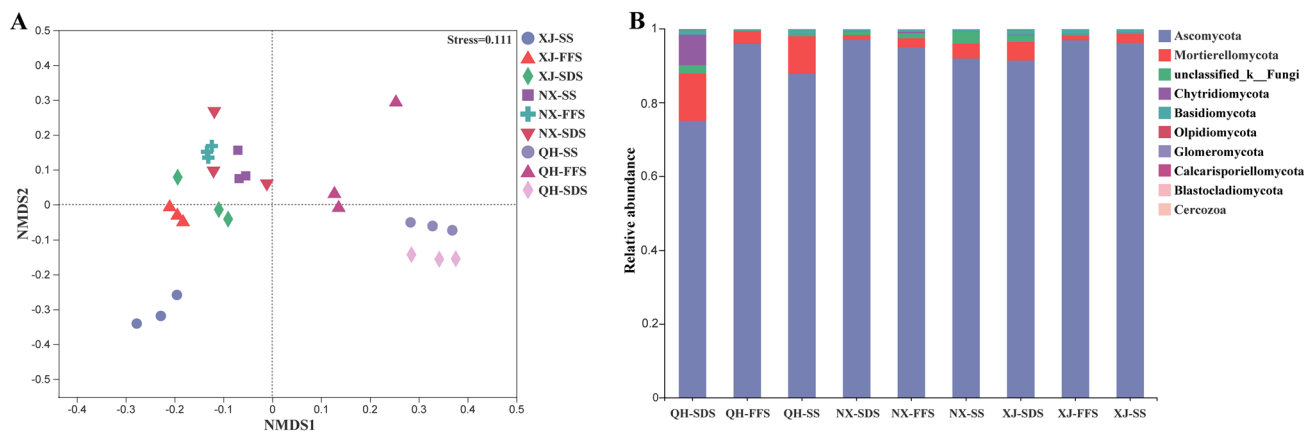 A
Stress=0.111
NMDS2
0.5
0.4
0.3
0.2
0.1
0
-0.1
-0.2
-0.3
-0.4
-0.5
-0.4
-0.3
-0.2
-0.1
0
0.1
0.2
0.3
0.4
0.5
NMDS1
XJ-SS
XJ-FFS
XJ-SDS
NX-SS
NX-FFS
NX-SDS
QH-SS
QH-FFS
QH-SDS
B
Relative abundance
1
0.8
0.6
0.4
0.2
0
QH-SDS
QH-FFS
QH-SS
NX-SDS
NX-FFS
NX-SS
XJ-SDS
XJ-FFS
XJ-SS
Ascomycota
Mortierellomycota
unclassified_k__Fungi
Chytridiomycota
Basidiomycota
Olpidiomycota
Glomeromycota
Calcarisporiellomycota
Blastocladiomycota
Cercozoa